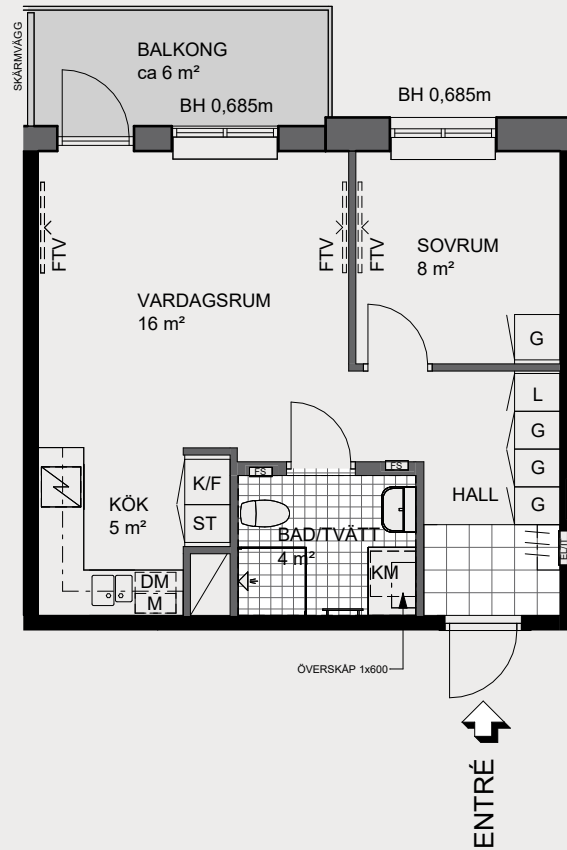 SKÄRMVÄGG
BALKONG
ca 6 m²
BH 0,685m
BH 0,685m
FTV
FTV
FTV
SOVRUM
8 m²
VARDAGSRUM
16 m²
G
L
G
G
G
HALL
K/F
ST
KÖK
5 m²
FS
FS
BAD/TVÄTT
4 m²
KM
DM
M
EL/IT
ÖVERSKÅP 1x600
ENTRÉ